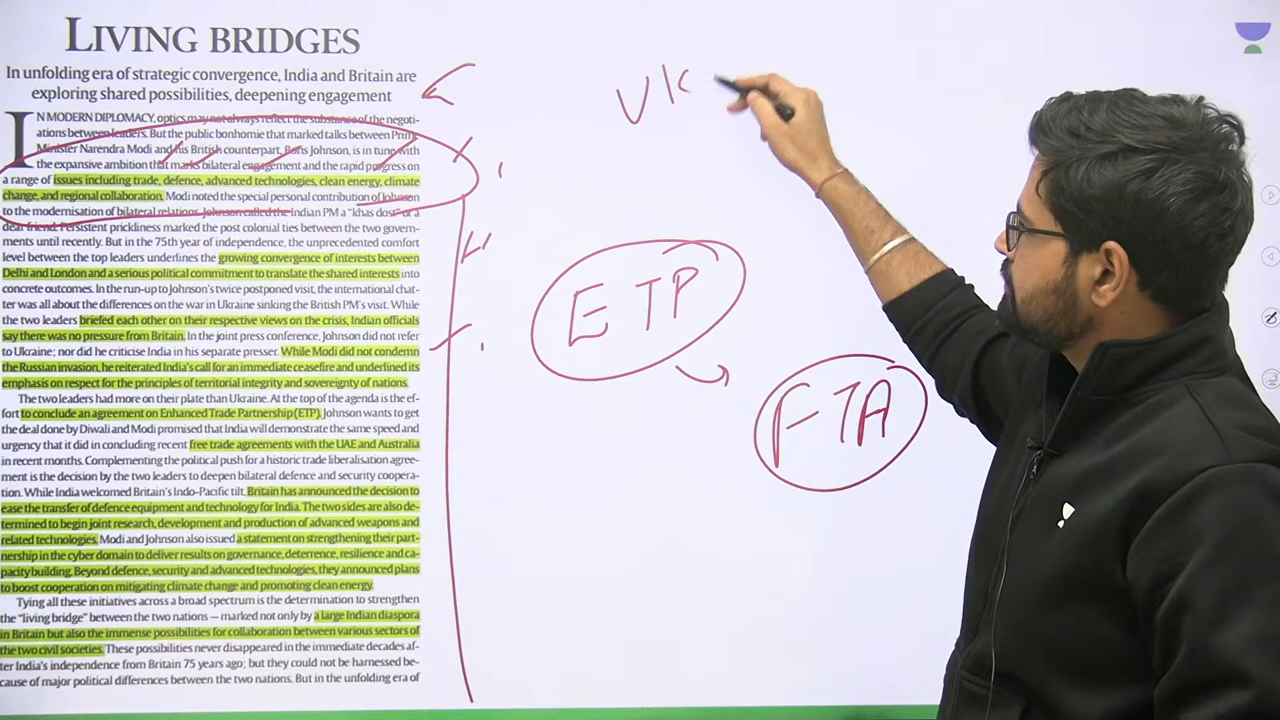 LIVING BRIDGES
In unfolding era of strategic convergence, India and Britain are
exploring shared possibilities, deepening engagement
IN MODERN DIPLOMACY, optics may not always reflect the substance of the negoti-
ations between leaders. But the public bonhomie that marked talks between Prime
Minister Narendra Modi and his British counterpart, Boris Johnson, is in tune with
the expansive ambition that marks bilateral engagement and the rapid progress on
a range of issues including trade, defence, advanced technologies, clean energy, climate
change, and regional collaboration. Modi noted the special personal contribution of Johnson
to the modernisation of bilateral relations. Johnson called the Indian PM a "khas dost" or a
dear friend. Persistent prickliness marked the post colonial ties between the two govern-
ments until recently. But in the 75th year of independence, the unprecedented comfort
level between the top leaders underlines the growing convergence of interests between
Delhi and London and a serious political commitment to translate the shared interests into
concrete outcomes. In the run-up to Johnson's twice postponed visit, the international chat-
ter was all about the differences on the war in Ukraine sinking the British PM's visit. While
the two leaders briefed each other on their respective views on the crisis, Indian officials
say there was no pressure from Britain. In the joint press conference, Johnson did not refer
to Ukraine; nor did he criticise India in his separate presser. While Modi did not condemn
the Russian invasion, he reiterated India's call for an immediate ceasefire and underlined its
emphasis on respect for the principles of territorial integrity and sovereignty of nations.
The two leaders had more on their plate than Ukraine. At the top of the agenda is the ef-
fort to conclude an agreement on Enhanced Trade Partnership (ETP). Johnson wants to get
the deal done by Diwali and Modi promised that India will demonstrate the same speed and
urgency that it did in concluding recent free trade agreements with the UAE and Australia
in recent months. Complementing the political push for a historic trade liberalisation agree-
ment is the decision by the two leaders to deepen bilateral defence and security coopera-
tion. While India welcomed Britain's Indo-Pacific tilt, Britain has announced the decision to
ease the transfer of defence equipment and technology for India. The two sides are also de-
termined to begin joint research, development and production of advanced weapons and
related technologies. Modi and Johnson also issued a statement on strengthening their part-
nership in the cyber domain to deliver results on governance, deterrence, resilience and ca-
pacity building. Beyond defence, security and advanced technologies, they announced plans
to boost cooperation on mitigating climate change and promoting clean energy.
Tying all these initiatives across a broad spectrum is the determination to strengthen
the "living bridge" between the two nations — marked not only by a large Indian diaspora
in Britain but also the immense possibilities for collaboration between various sectors of
the two civil societies. These possibilities never disappeared in the immediate decades af-
ter India's independence from Britain 75 years ago; but they could not be harnessed be-
cause of major political differences between the two nations. But in the unfolding era of
UK
ETP
FTA